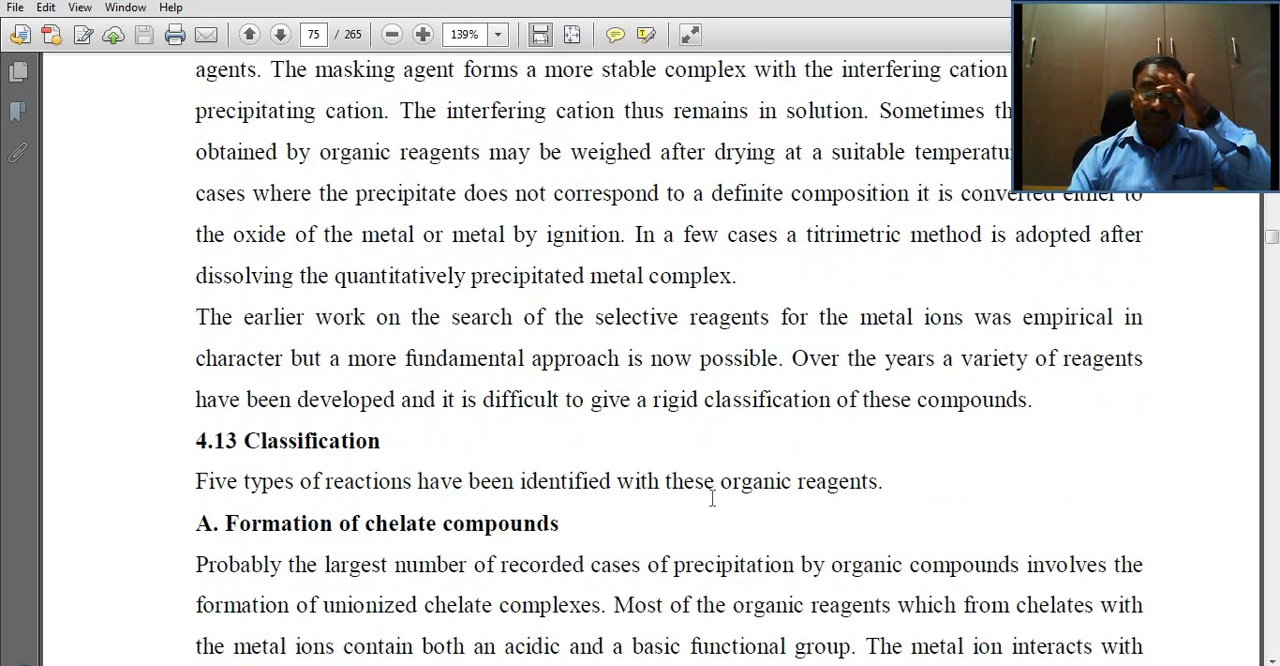 File Edit View Window Help
75 / 265 139%
agents. The masking agent forms a more stable complex with the interfering cation
precipitating cation. The interfering cation thus remains in solution. Sometimes
obtained by organic reagents may be weighed after drying at a suitable
cases where the precipitate does not correspond to a definite composition it is converted either to
the oxide of the metal or metal by ignition. In a few cases a titrimetric method is adopted after
dissolving the quantitatively precipitated metal complex.
The earlier work on the search of the selective reagents for the metal ions was empirical in
character but a more fundamental approach is now possible. Over the years a variety of reagents
have been developed and it is difficult to give a rigid classification of these compounds.
4.13 Classification
Five types of reactions have been identified with these organic reagents.
A. Formation of chelate compounds
Probably the largest number of recorded cases of precipitation by organic compounds involves the
formation of unionized chelate complexes. Most of the organic reagents which from chelates with
the metal ions contain both an acidic and a basic functional group. The metal ion interacts with